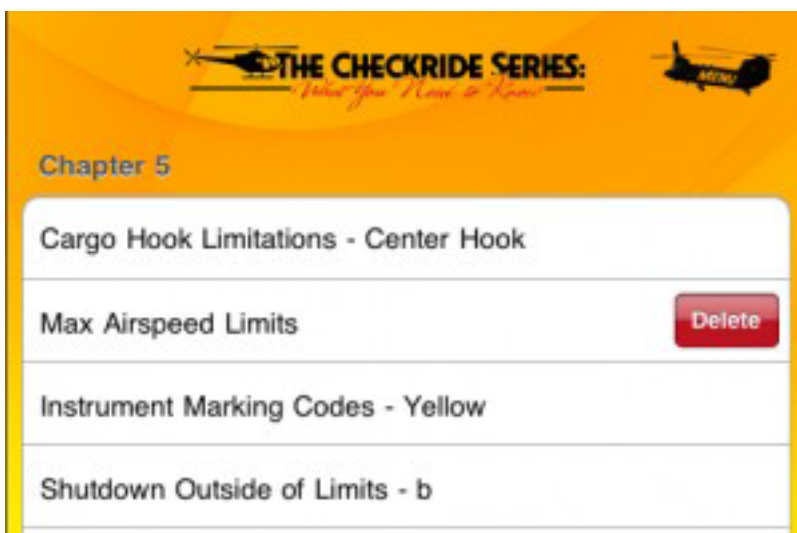 THE CHECKRIDE SERIES:
What You Need to Know
MENU
Chapter 5
Cargo Hook Limitations - Center Hook
Max Airspeed Limits
Delete
Instrument Marking Codes - Yellow
Shutdown Outside of Limits - b